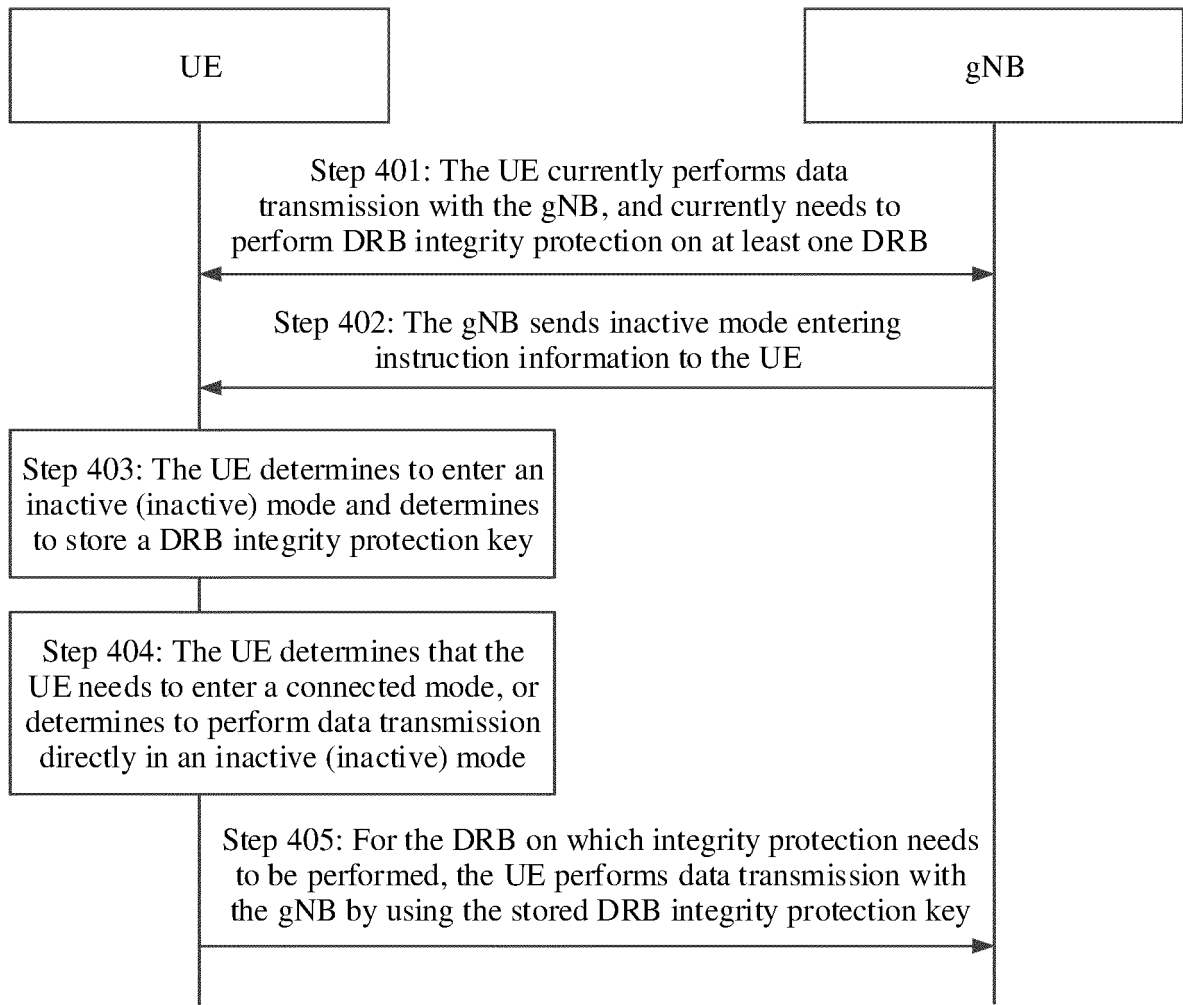 UE
gNB
Step 401: The UE currently performs data
transmission with the gNB, and currently needs to
perform DRB integrity protection on at least one DRB
Step 402: The gNB sends inactive mode entering
instruction information to the UE
Step 403: The UE determines to enter an
inactive (inactive) mode and determines
to store a DRB integrity protection key
Step 404: The UE determines that the
UE needs to enter a connected mode, or
determines to perform data transmission
directly in an inactive (inactive) mode
Step 405: For the DRB on which integrity protection needs
to be performed, the UE performs data transmission with
the gNB by using the stored DRB integrity protection key